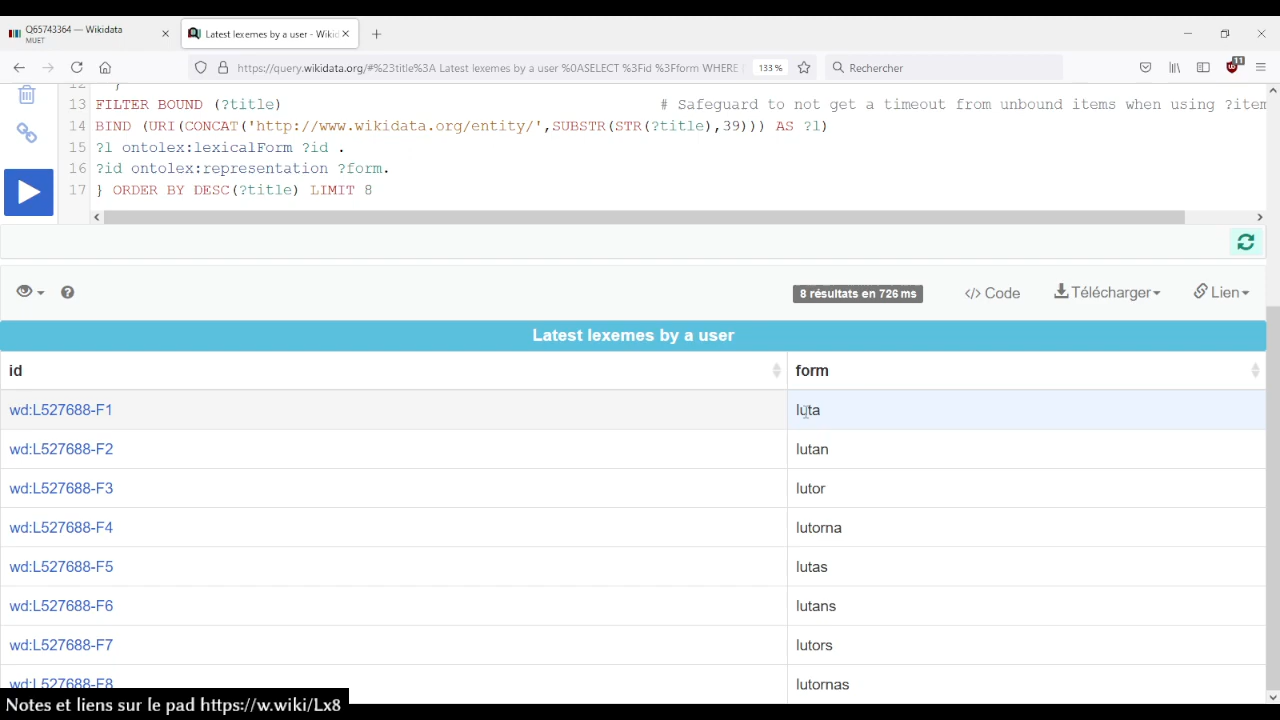 Q65743364 — Wikidata
MUET
Latest lexemes by a user - Wikid
https://query.wikidata.org/#%23title%3A Latest lexemes by a user %0ASELECT %3Fid %3Fform WHERE
133 %
Rechercher
11
12 }
13 FILTER BOUND (?title) # Safeguard to not get a timeout from unbound items when using ?item
14 BIND (URI(CONCAT('http://www.wikidata.org/entity/',SUBSTR(STR(?title),39))) AS ?l)
15 ?l ontolex:lexicalForm ?id .
16 ?id ontolex:representation ?form.
17 } ORDER BY DESC(?title) LIMIT 8
8 résultats en 726 ms
</> Code
Télécharger
Lien
Latest lexemes by a user
id form
wd:L527688-F1 luta
wd:L527688-F2 lutan
wd:L527688-F3 lutor
wd:L527688-F4 lutorna
wd:L527688-F5 lutas
wd:L527688-F6 lutans
wd:L527688-F7 lutors
wd:L527688-F8 lutornas
Notes et liens sur le pad https://w.wiki/Lx8